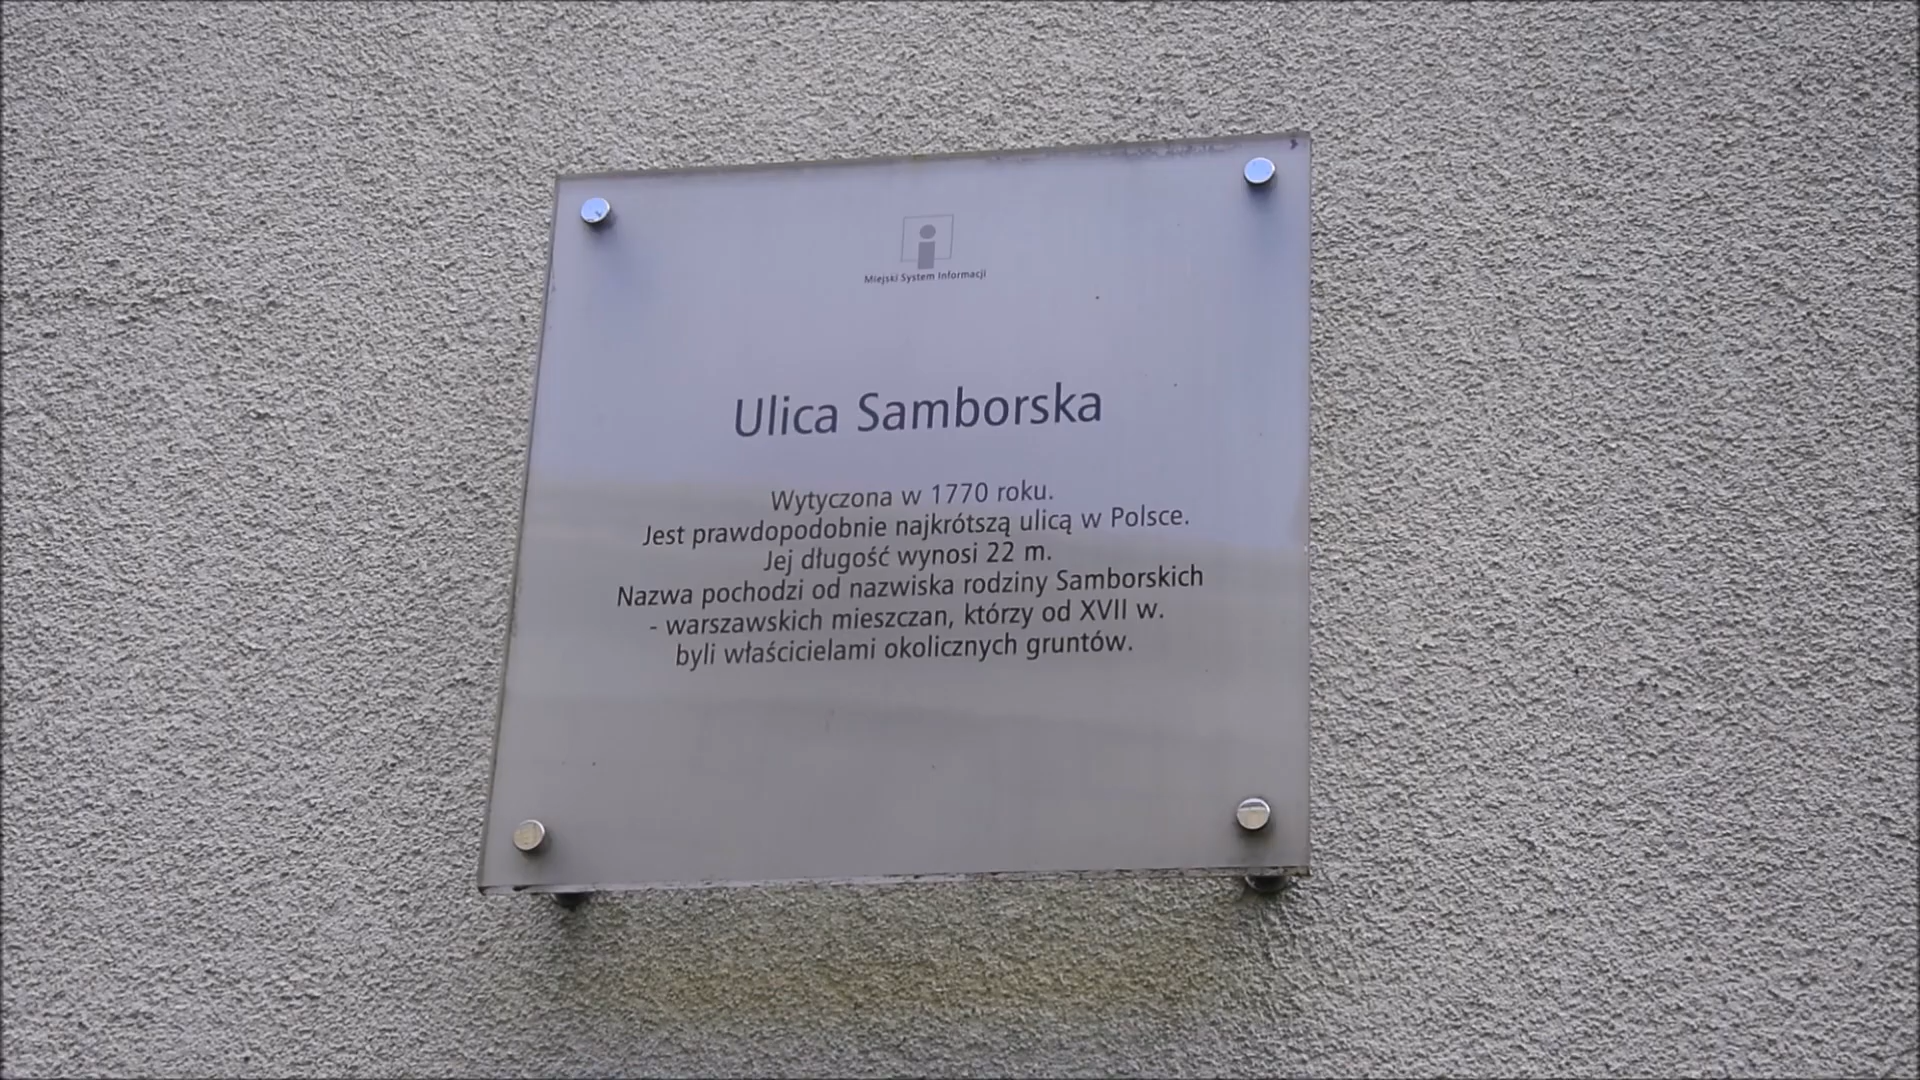 i
Miejski System Informacji
Ulica Samborska
Wytyczona w 1770 roku.
Jest prawdopodobnie najkrótszą ulicą w Polsce.
Jej długość wynosi 22 m.
Nazwa pochodzi od nazwiska rodziny Samborskich
- warszawskich mieszczan, którzy od XVII w.
byli właścicielami okolicznych gruntów.